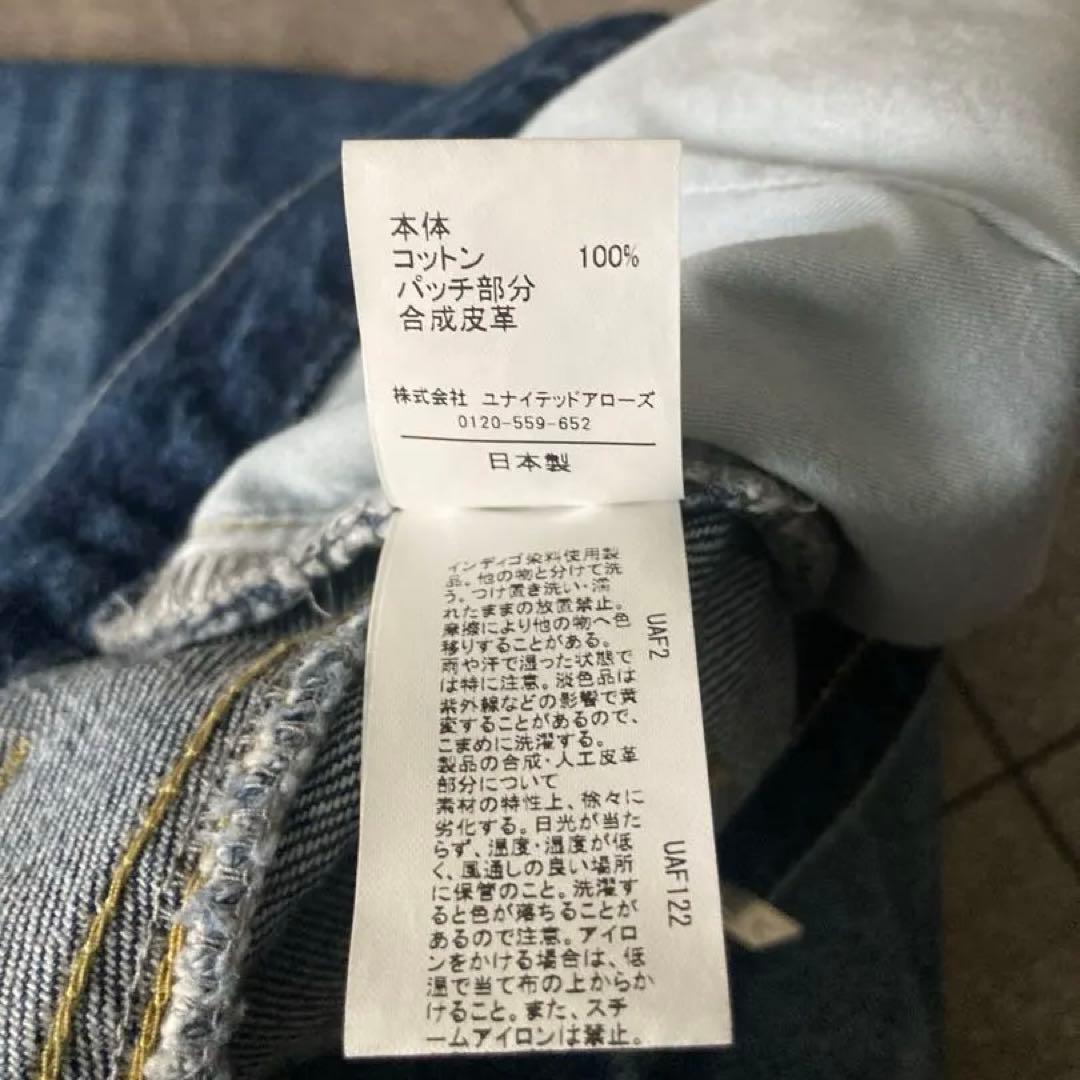 本体
コットン 100%
パッチ部分
合成皮革
株式会社 ユナイテッドアローズ
0120-559-652
日本製
インディゴ染料使用製
品。他の物と分けて洗
う。つけ置き洗い・濡
れたままの放置禁止。
摩擦により他の物へ色
移りすることがある。
雨や汗で湿った状態で
は特に注意。淡色品は
紫外線などの影響で黄
変することがあるので、
こまめに洗濯する。
製品の合成・人工皮革
部分について
素材の特性上、徐々に
劣化する。日光が当た
らず、温度・湿度が低
く、風通しの良い場所
に保管のこと。洗濯す
ると色が落ちることが
あるので注意。アイロ
ンをかける場合は、低
温で当て布の上からか
けること。また、スチ
ームアイロンは禁止。
UAF2
UAF122